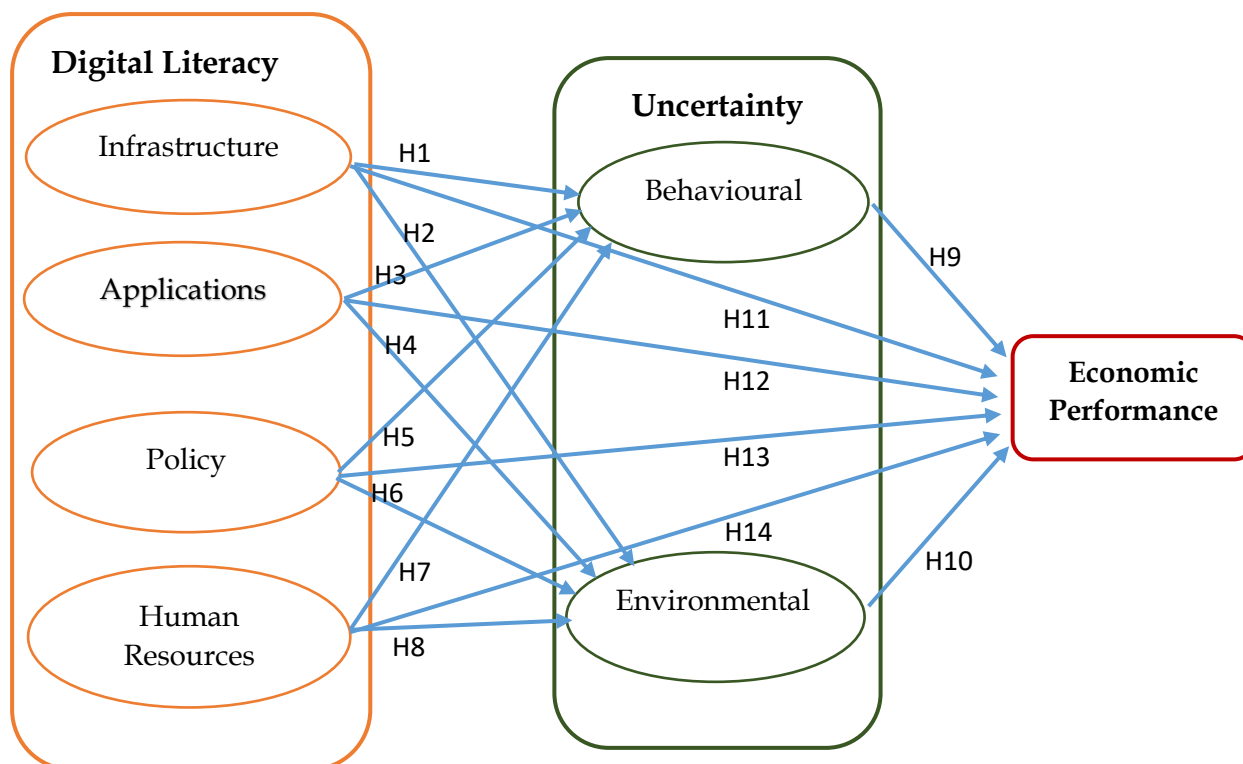 Digital Literacy
Infrastructure
Applications
Policy
Human
Resources
H1
H2
H3
H4
H5
H6
H7
H8
Uncertainty
Behavioural
Environmental
H11
H12
H13
H14
H9
H10
Economic
Performance